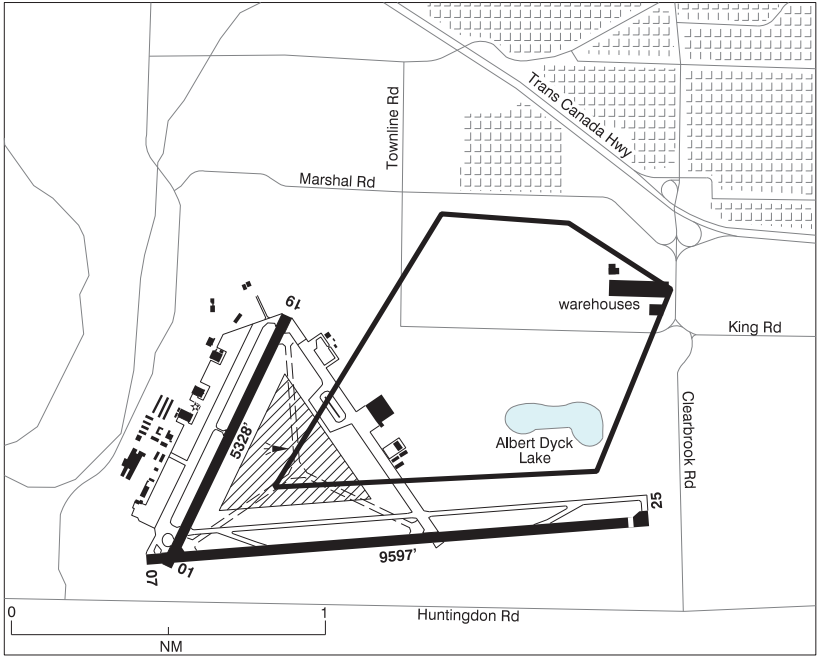 Trans Canada Hwy
Townline Rd
Marshal Rd
warehouses
King Rd
19
5328'
Albert Dyck
Lake
Clearbrook Rd
25
9597'
07
01
Huntingdon Rd
0
1
NM